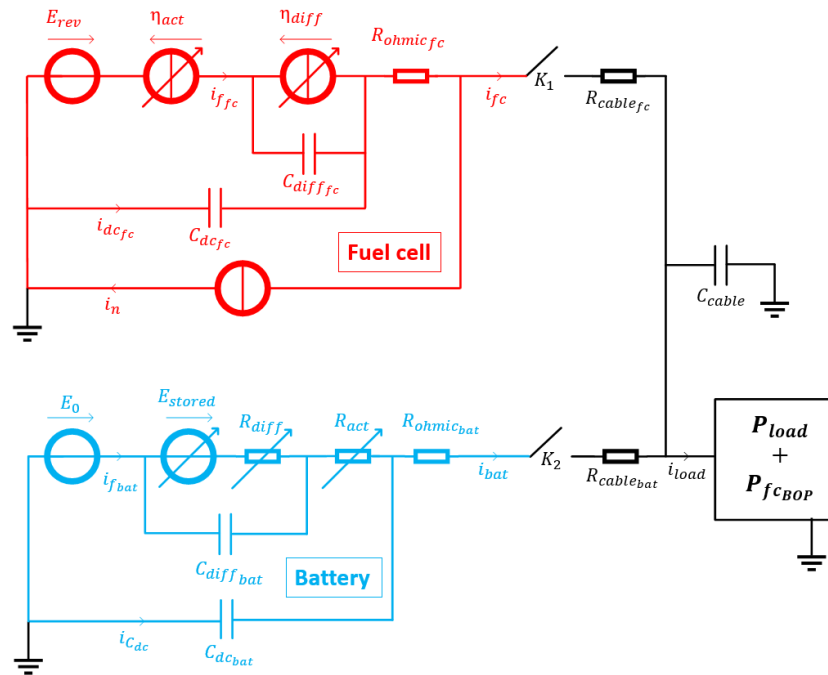 E_rev
η_act
η_diff
R_ohmic_fc
i_f_fc
i_fc
K_1
R_cable_fc
C_diff_fc
i_dc_fc
C_dc_fc
Fuel cell
i_n
C_cable
E_0
E_stored
R_diff
R_act
R_ohmic_bat
i_f_bat
i_bat
K_2
R_cable_bat
i_load
P_load
+
P_fc_BOP
C_diff_bat
Battery
i_C_dc
C_dc_bat